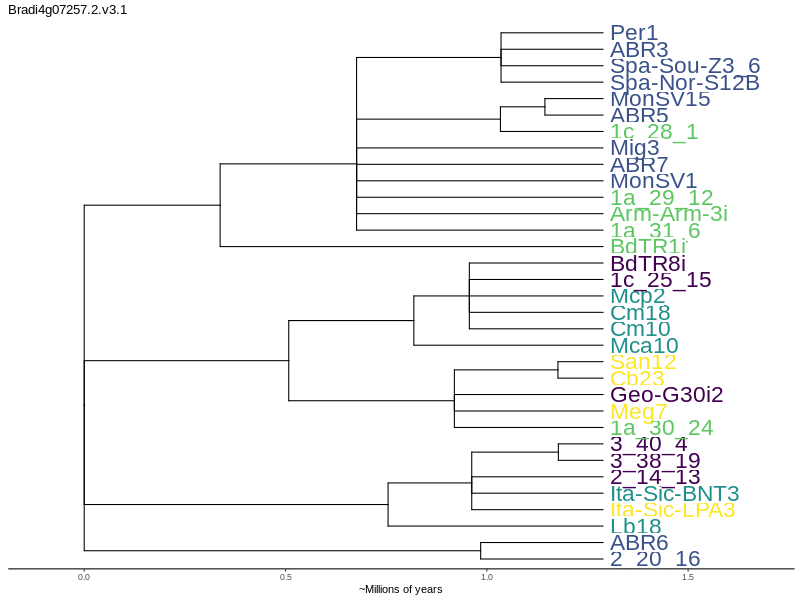 Bradi4g07257.2.v3.1
Per1
ABR3
Spa-Sou-Z3_6
Spa-Nor-S12B
MonSV15
ABR5
1c_28_1
Mig3
ABR7
MonSV1
1a_29_12
Arm-Arm-3i
1a_31_6
BdTR1i
BdTR8i
1c_25_15
Mcp2
Cm18
Cm10
Mca10
San12
Cb23
Geo-G30i2
Meg7
1a_30_24
3_40_4
3_38_19
2_14_13
Ita-Sic-BNT3
Ita-Sic-LPA3
Lb18
ABR6
2_20_16
0.0 0.5 1.0 1.5
~Millions of years